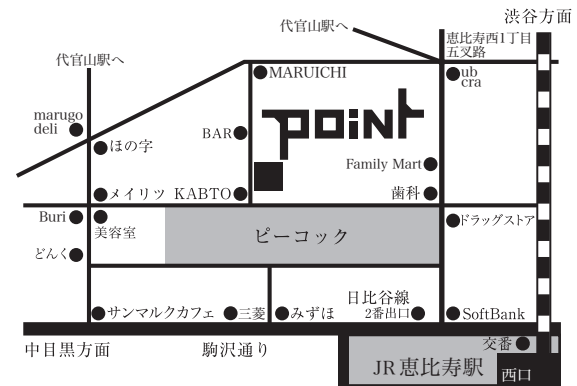 渋谷方面
代官山駅へ
恵比寿西1丁目
五叉路
代官山駅へ
MARUICHI
ub
cra
marugo
deli
point
BAR
ほの字
Family Mart
メイリツ
KABTO
歯科
Buri
美容室
ピーコック
ドラッグストア
どんく
日比谷線
2番出口
サンマルクカフェ
三菱
みずほ
SoftBank
中目黒方面
駒沢通り
交番
JR恵比寿駅
西口